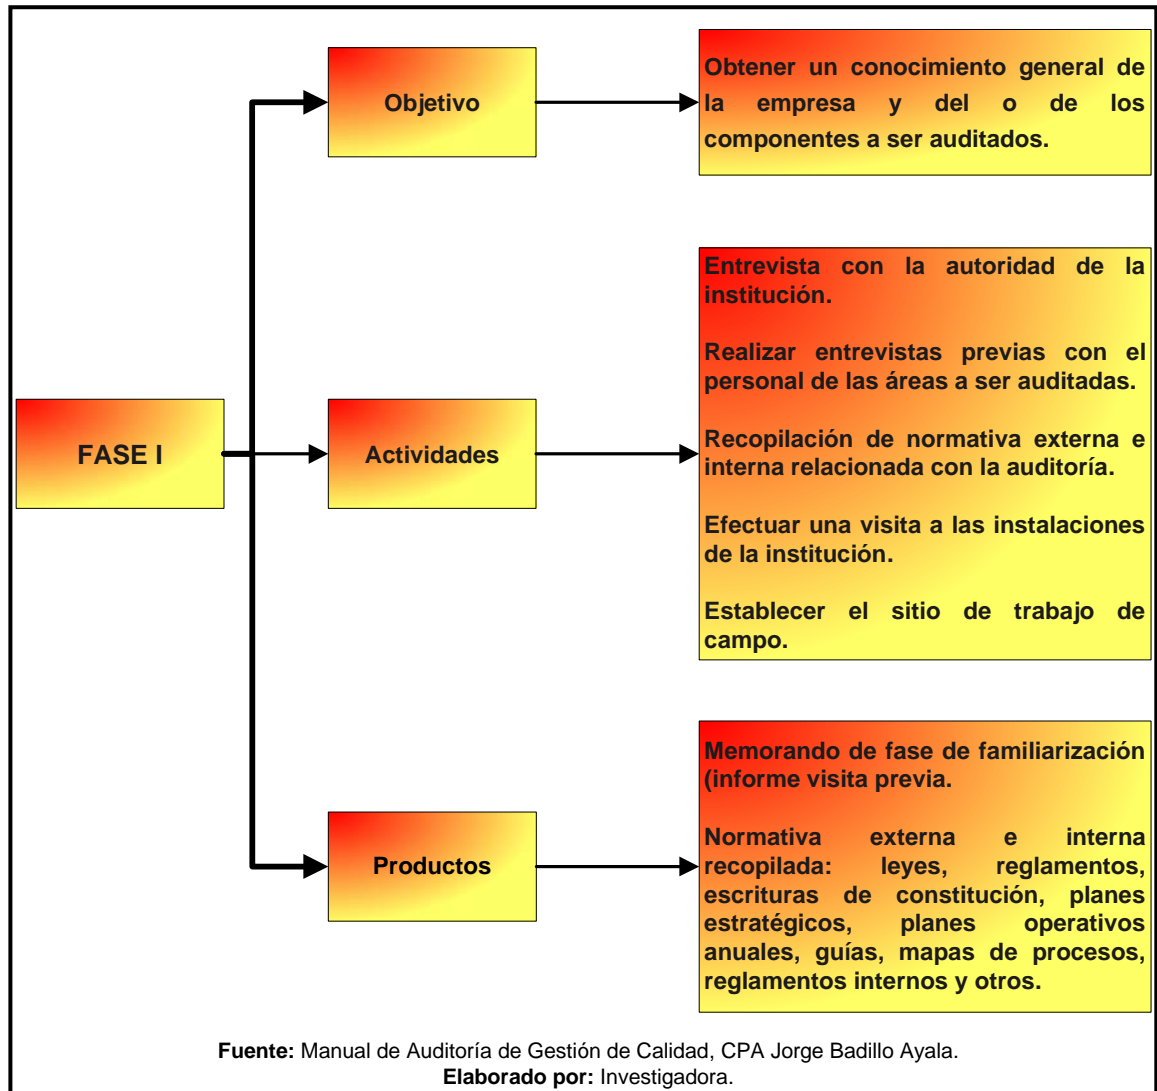 Objetivo
Obtener un conocimiento general de
la empresa y del o de los
componentes a ser auditados.
FASE I
Actividades
Entrevista con la autoridad de la
institución.
Realizar entrevistas previas con el
personal de las áreas a ser auditadas.
Recopilación de normativa externa e
interna relacionada con la auditoría.
Efectuar una visita a las instalaciones
de la institución.
Establecer el sitio de trabajo de
campo.
Productos
Memorando de fase de familiarización
(informe visita previa.
Normativa externa e interna
recopilada: leyes, reglamentos,
escrituras de constitución, planes
estratégicos, planes operativos
anuales, guías, mapas de procesos,
reglamentos internos y otros.
Fuente: Manual de Auditoría de Gestión de Calidad, CPA Jorge Badillo Ayala.
Elaborado por: Investigadora.